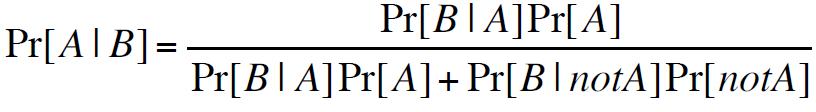 Pr[A | B] = Pr[B | A]Pr[A] / Pr[B | A]Pr[A] + Pr[B | notA]Pr[notA]